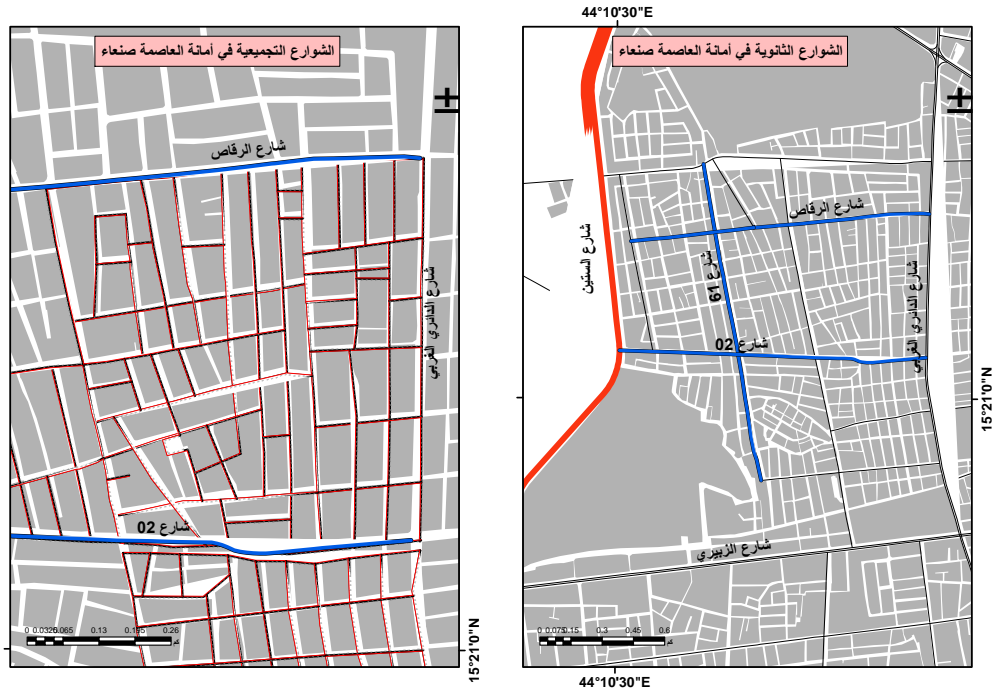 44°10'30"E
الشوارع الثانوية في أمانة العاصمة صنعاء
شارع الرقاص
شارع الستين
شارع 61
شارع الدائري الغربي
شارع 02
15°21'0"N
شارع الزبيري
0 0.075 0.15 0.3 0.45 0.6
كم
44°10'30"E
الشوارع التجميعية في أمانة العاصمة صنعاء
شارع الرقاص
شارع الدائري الغربي
شارع 02
0 0.0325 0.065 0.13 0.195 0.26
كم
15°21'0"N